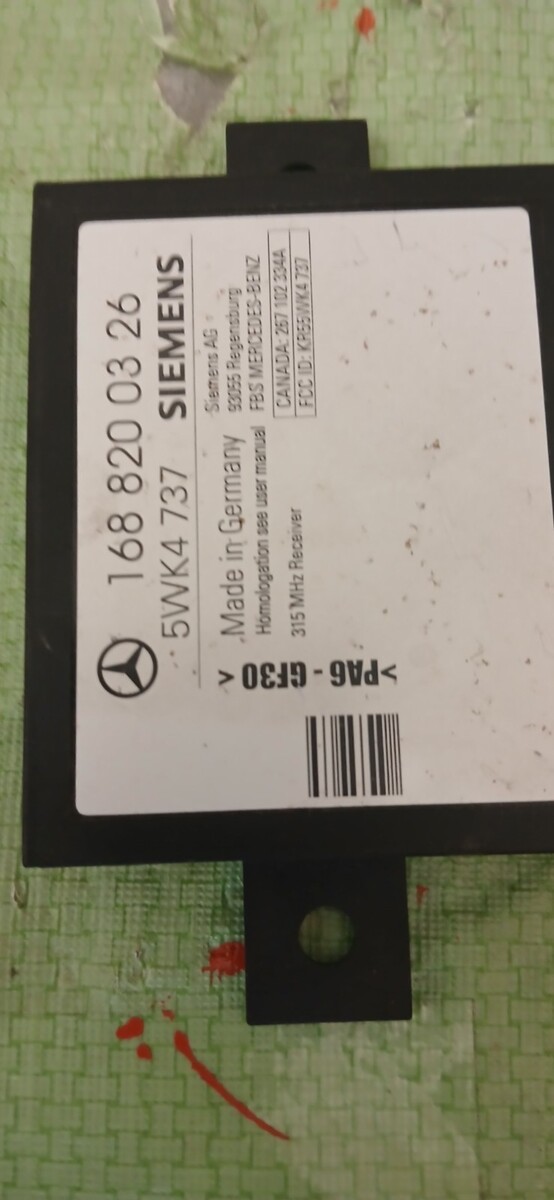 168 820 03 26
5WK4 737 SIEMENS
Made in Germany
Homologation see user manual
315 MHz Receiver
Siemens AG
93055 Regensburg
FBS MERCEDES-BENZ
CANADA: 267 102 334A
FCC ID: KR55WK4 737
>PA6-GF30<